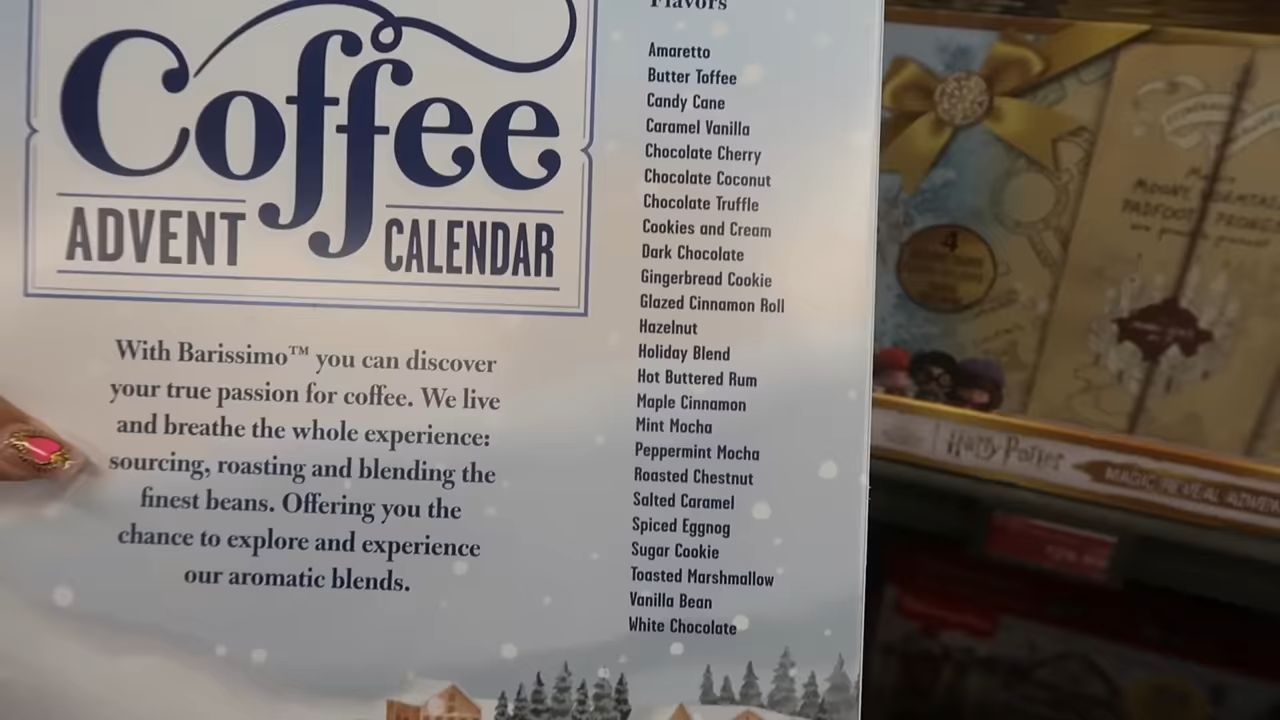 Coffee
ADVENT CALENDAR
With Barissimo™ you can discover
your true passion for coffee. We live
and breathe the whole experience:
sourcing, roasting and blending the
finest beans. Offering you the
chance to explore and experience
our aromatic blends.
Flavors
Amaretto
Butter Toffee
Candy Cane
Caramel Vanilla
Chocolate Cherry
Chocolate Coconut
Chocolate Truffle
Cookies and Cream
Dark Chocolate
Gingerbread Cookie
Glazed Cinnamon Roll
Hazelnut
Holiday Blend
Hot Buttered Rum
Maple Cinnamon
Mint Mocha
Peppermint Mocha
Roasted Chestnut
Salted Caramel
Spiced Eggnog
Sugar Cookie
Toasted Marshmallow
Vanilla Bean
White Chocolate
4
MOONY
PADFOOT
Harry Potter
MAGIC REVEAL